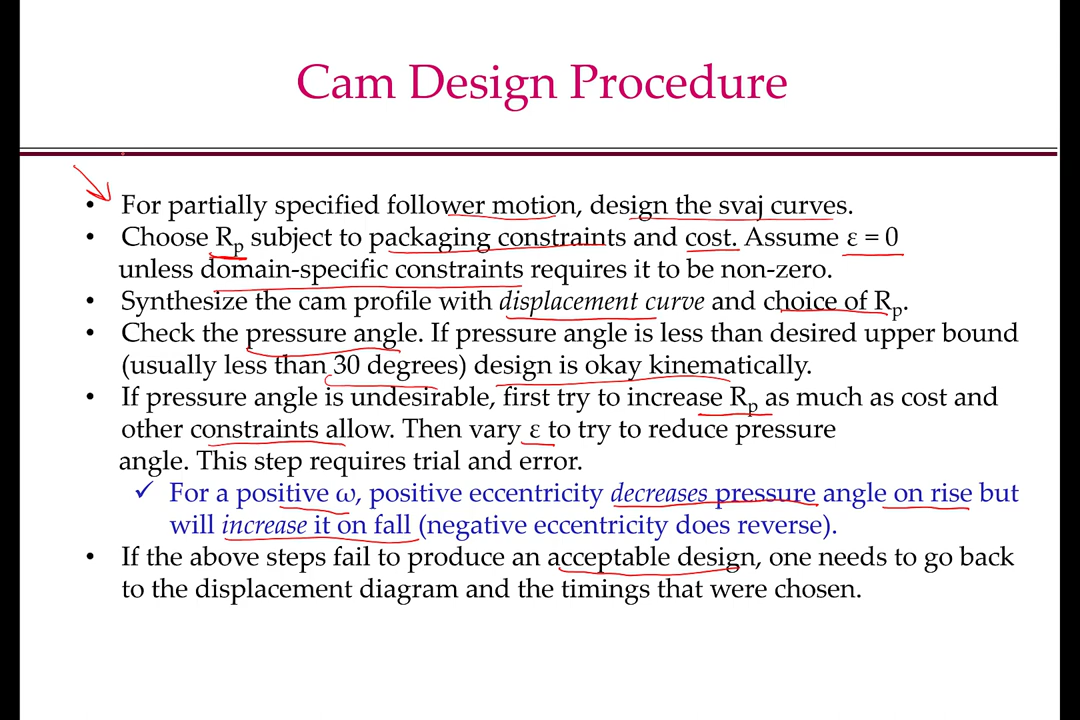 Cam Design Procedure
• For partially specified follower motion, design the svaj curves.
• Choose Rp subject to packaging constraints and cost. Assume ε = 0
unless domain-specific constraints requires it to be non-zero.
• Synthesize the cam profile with displacement curve and choice of Rp.
• Check the pressure angle. If pressure angle is less than desired upper bound
(usually less than 30 degrees) design is okay kinematically.
• If pressure angle is undesirable, first try to increase Rp as much as cost and
other constraints allow. Then vary ε to try to reduce pressure
angle. This step requires trial and error.
✓ For a positive ω, positive eccentricity decreases pressure angle on rise but
will increase it on fall (negative eccentricity does reverse).
• If the above steps fail to produce an acceptable design, one needs to go back
to the displacement diagram and the timings that were chosen.